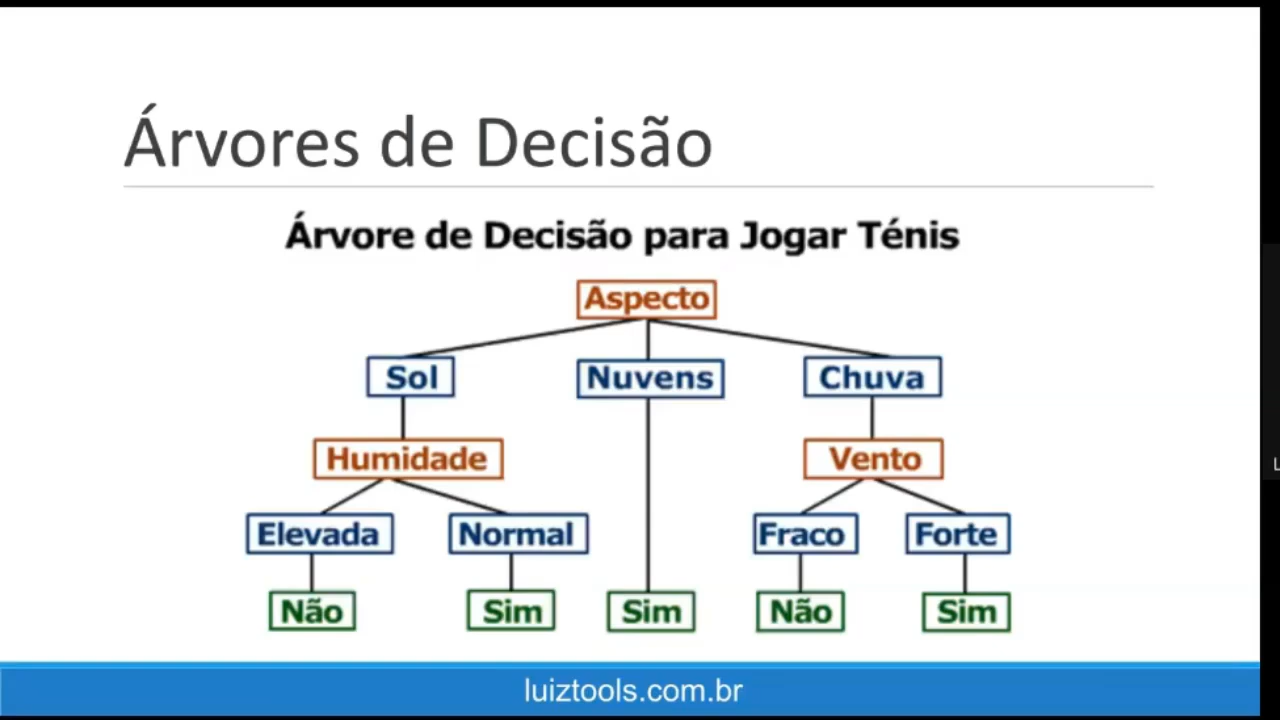 Árvores de Decisão
Árvore de Decisão para Jogar Ténis
Aspecto
Sol Nuvens Chuva
Humidade Vento
Elevada Normal Fraco Forte
Não Sim Sim Não Sim
luiztools.com.br
L